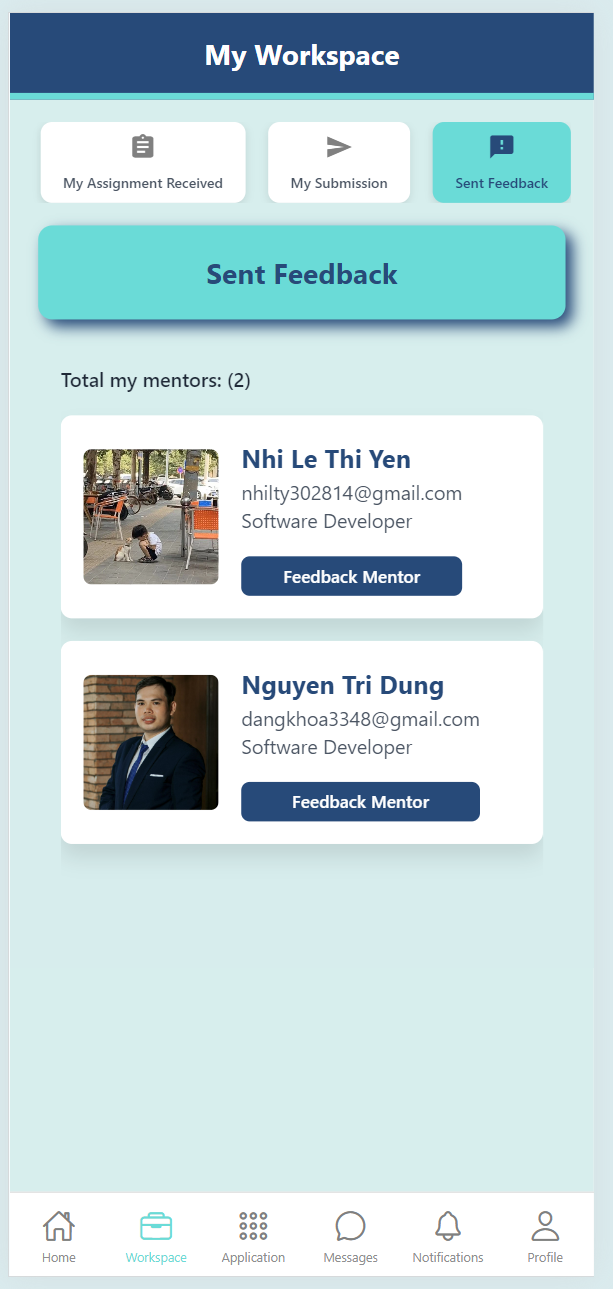 My Workspace
My Assignment Received
My Submission
Sent Feedback
Sent Feedback
Total my mentors: (2)
Nhi Le Thi Yen
nhilty302814@gmail.com
Software Developer
Feedback Mentor
Nguyen Tri Dung
dangkhoa3348@gmail.com
Software Developer
Feedback Mentor
Home
Workspace
Application
Messages
Notifications
Profile